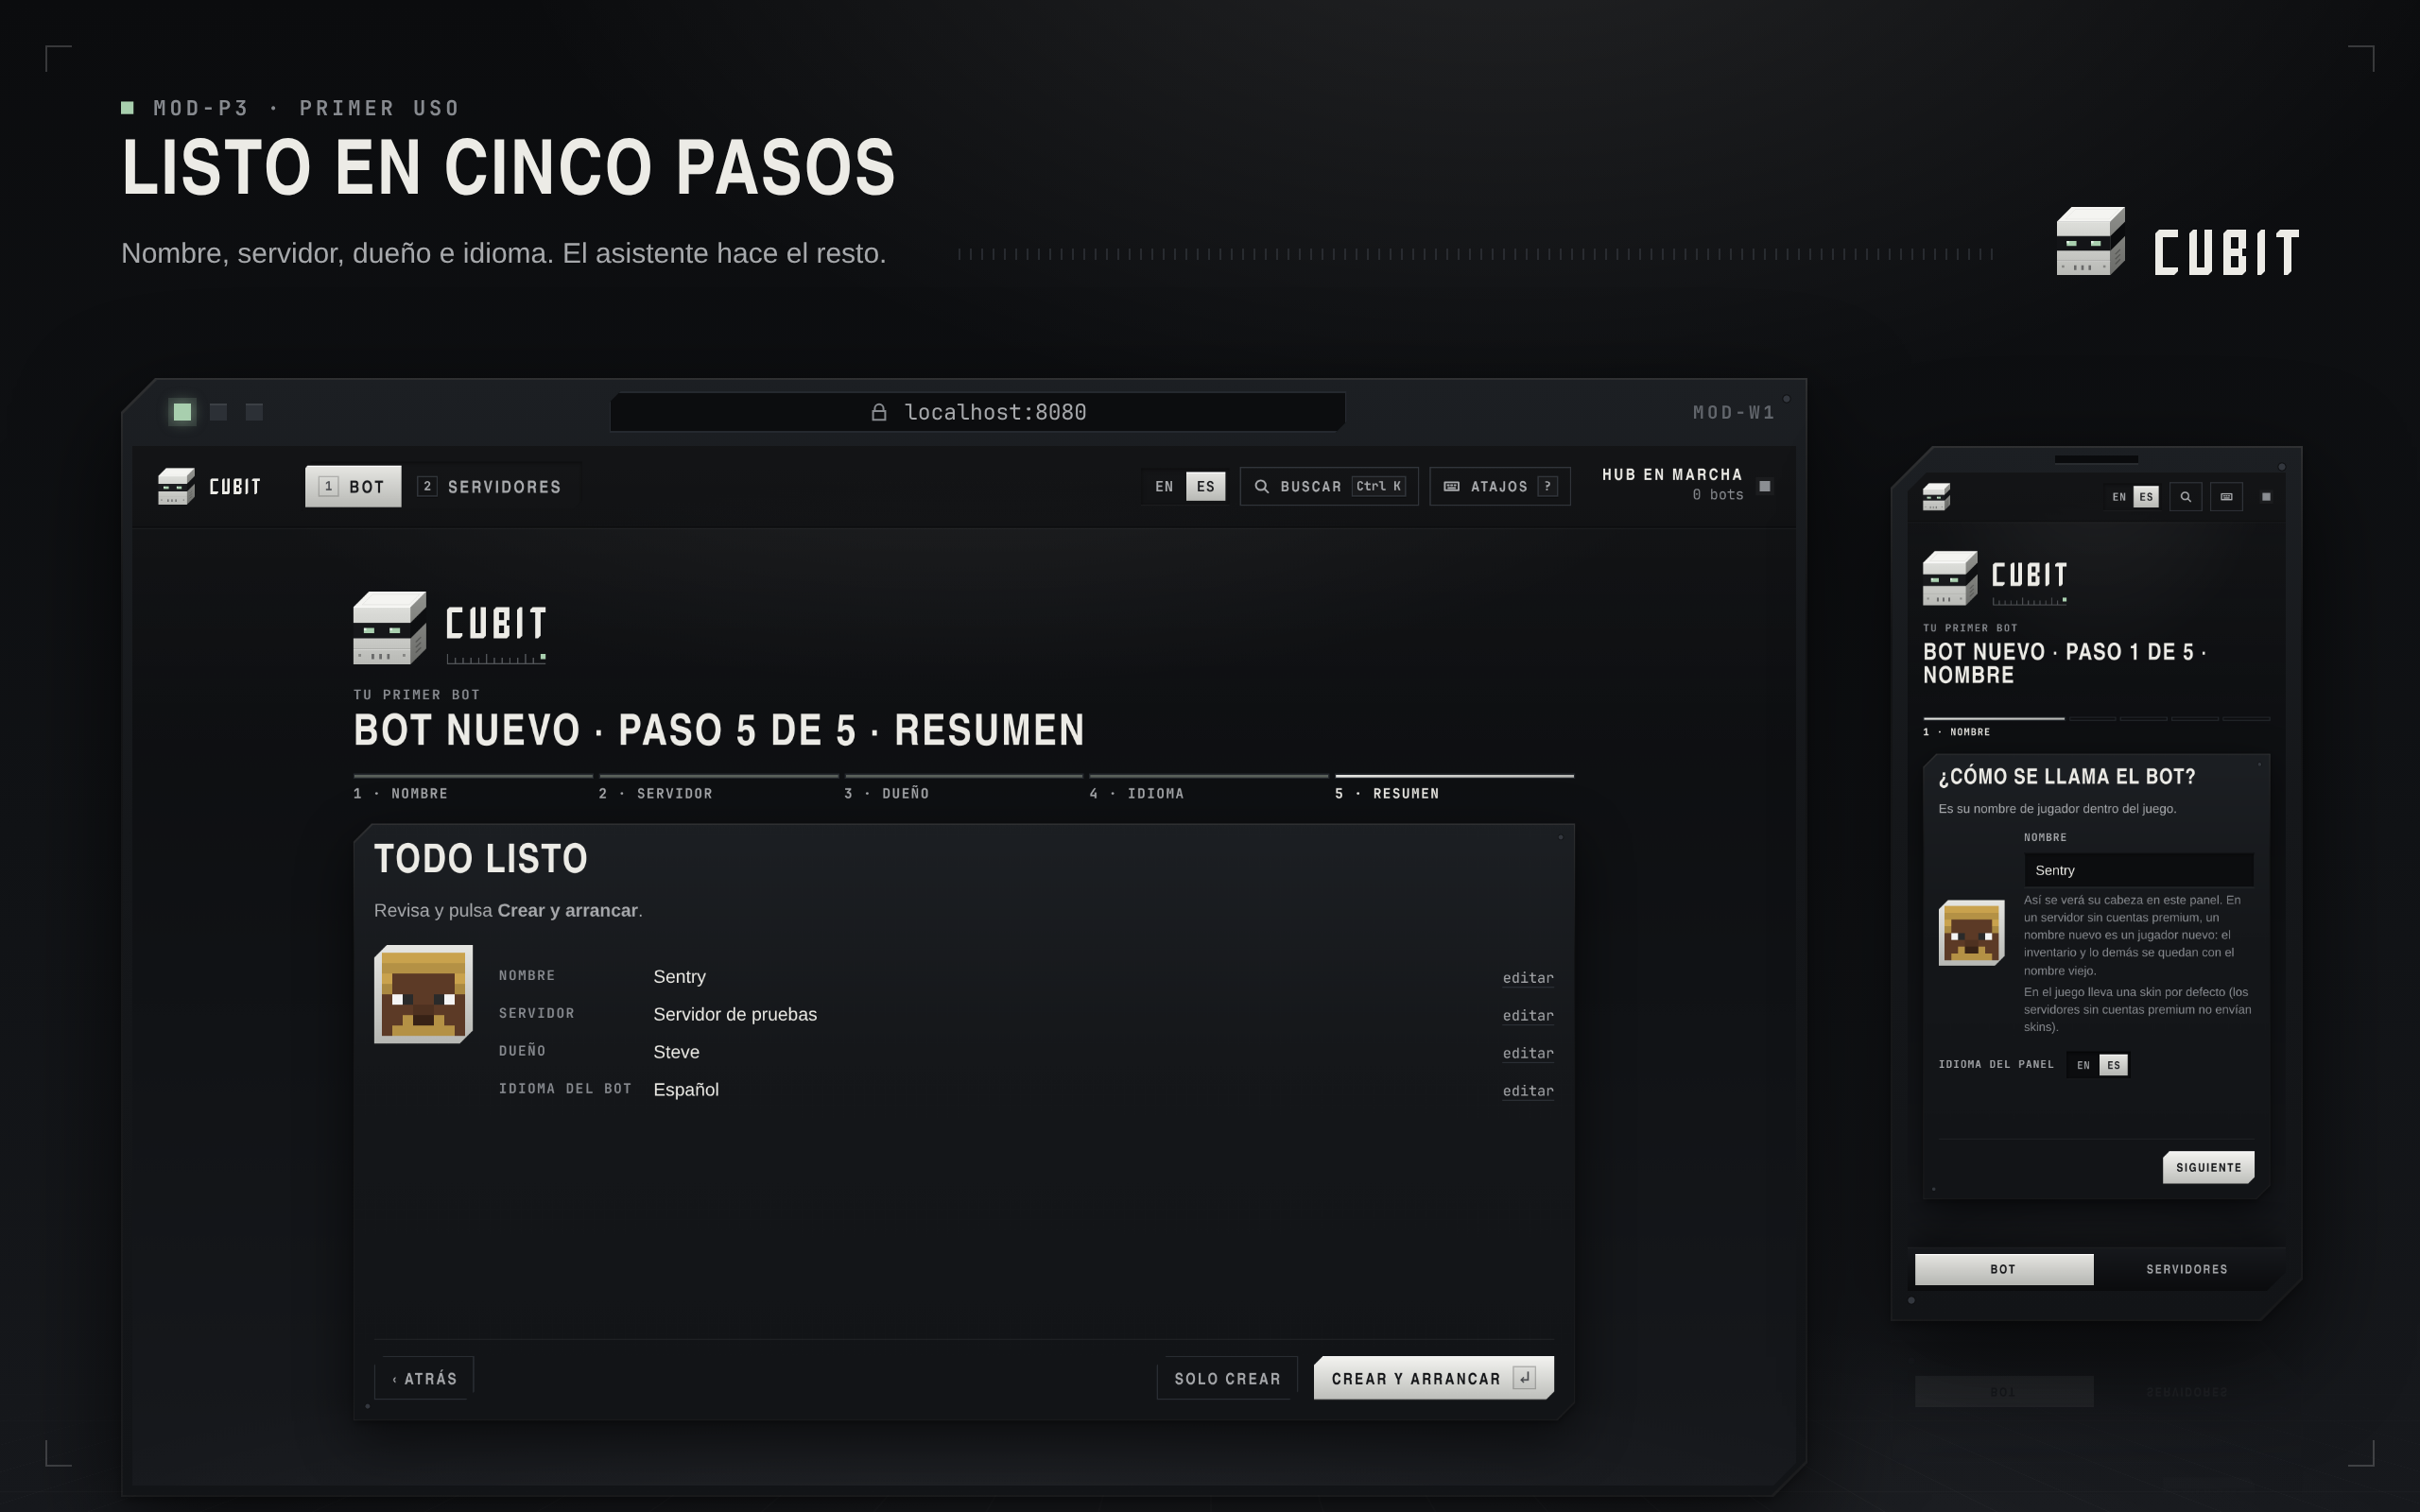 MOD-P3 · PRIMER USO
LISTO EN CINCO PASOS
Nombre, servidor, dueño e idioma. El asistente hace el resto.
CUBIT
localhost:8080
MOD-W1
CUBIT
1 BOT
2 SERVIDORES
EN ES
BUSCAR Ctrl K
ATAJOS ?
HUB EN MARCHA
0 bots
CUBIT
TU PRIMER BOT
BOT NUEVO · PASO 5 DE 5 · RESUMEN
1 · NOMBRE
2 · SERVIDOR
3 · DUEÑO
4 · IDIOMA
5 · RESUMEN
TODO LISTO
Revisa y pulsa Crear y arrancar.
NOMBRE Sentry editar
SERVIDOR Servidor de pruebas editar
DUEÑO Steve editar
IDIOMA DEL BOT Español editar
‹ ATRÁS
SOLO CREAR
CREAR Y ARRANCAR
EN ES
CUBIT
TU PRIMER BOT
BOT NUEVO · PASO 1 DE 5 ·
NOMBRE
1 · NOMBRE
¿CÓMO SE LLAMA EL BOT?
Es su nombre de jugador dentro del juego.
NOMBRE
Sentry
Así se verá su cabeza en este panel. En
un servidor sin cuentas premium, un
nombre nuevo es un jugador nuevo: el
inventario y lo demás se quedan con el
nombre viejo.
En el juego lleva una skin por defecto (los
servidores sin cuentas premium no envían
skins).
IDIOMA DEL PANEL EN ES
SIGUIENTE
BOT
SERVIDORES